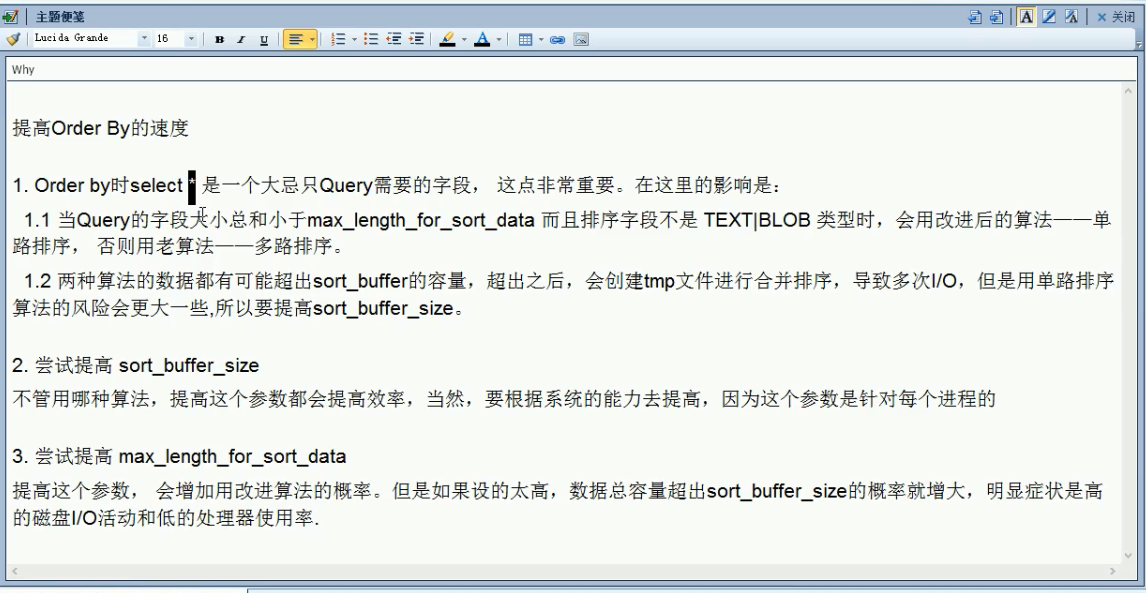 主题便笺
关闭
Lucida Grande 16 B I U A A A
Why
提高Order By的速度
1. Order by时select * 是一个大忌只Query需要的字段， 这点非常重要。在这里的影响是：
1.1 当Query的字段大小总和小于max_length_for_sort_data 而且排序字段不是 TEXT|BLOB 类型时，会用改进后的算法——单
路排序， 否则用老算法——多路排序。
1.2 两种算法的数据都有可能超出sort_buffer的容量，超出之后，会创建tmp文件进行合并排序，导致多次I/O，但是用单路排序
算法的风险会更大一些,所以要提高sort_buffer_size。
2. 尝试提高 sort_buffer_size
不管用哪种算法，提高这个参数都会提高效率，当然，要根据系统的能力去提高，因为这个参数是针对每个进程的
3. 尝试提高 max_length_for_sort_data
提高这个参数， 会增加用改进算法的概率。但是如果设的太高，数据总容量超出sort_buffer_size的概率就增大，明显症状是高
的磁盘I/O活动和低的处理器使用率.